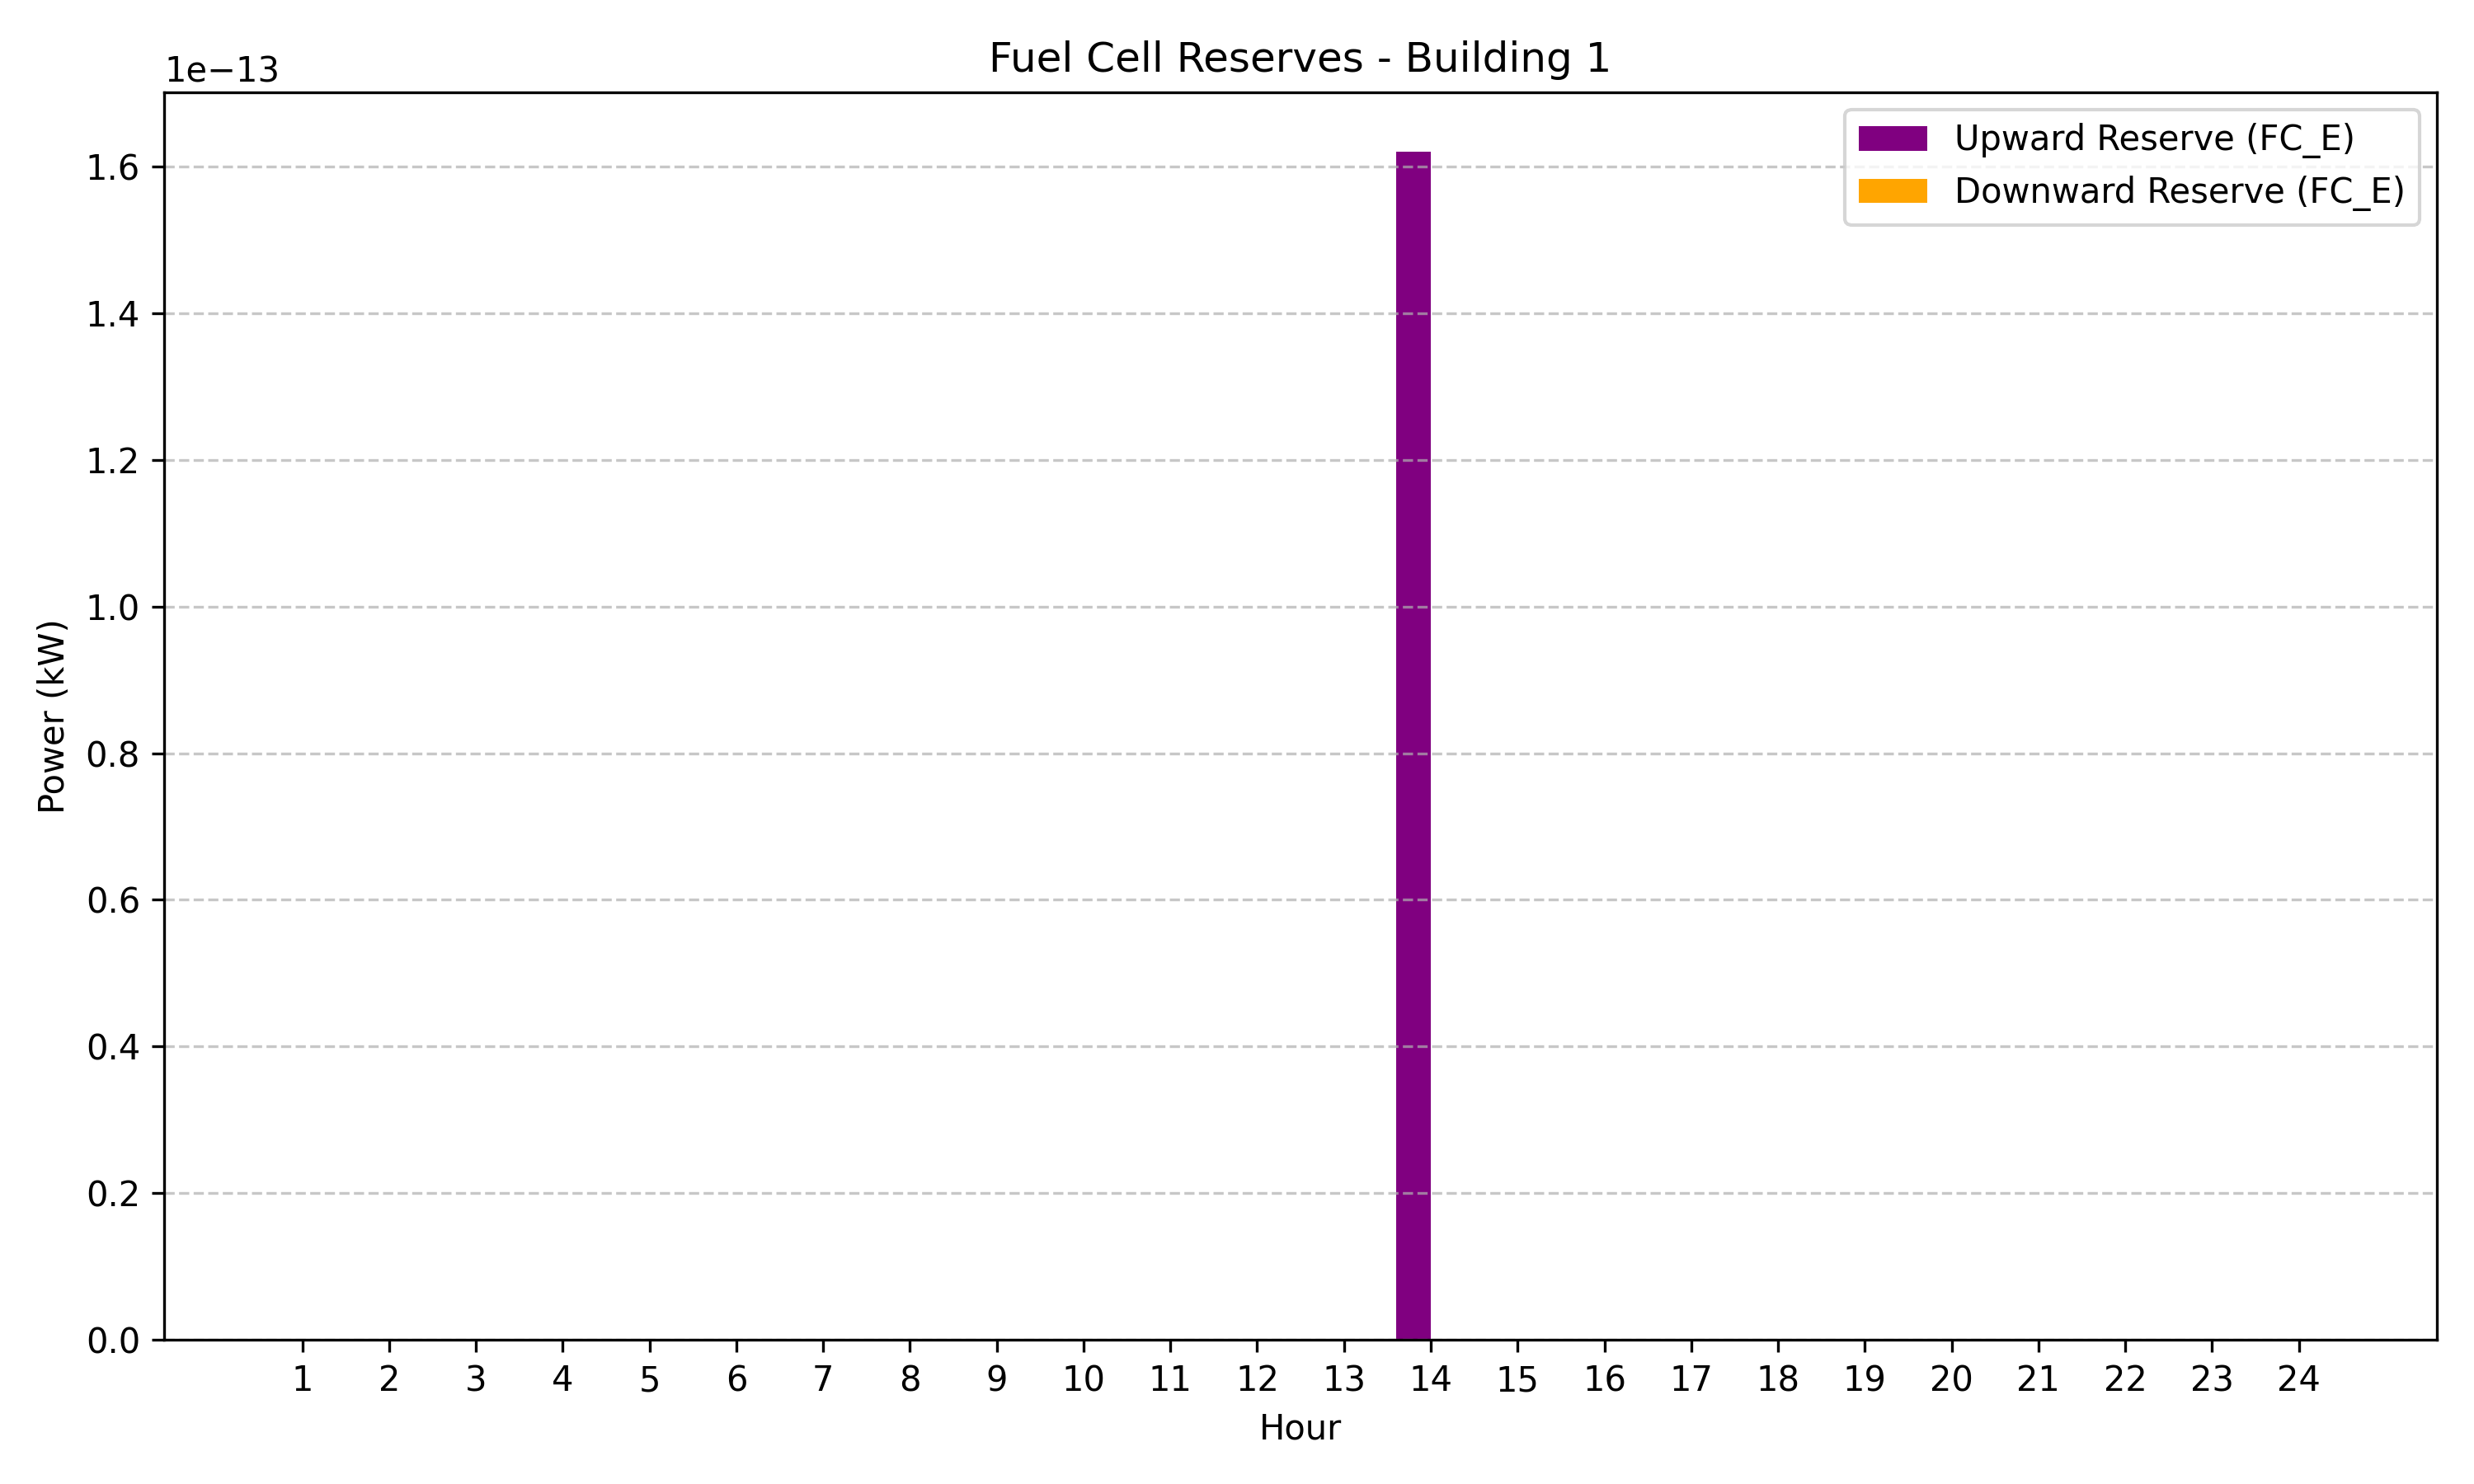 Fuel Cell Reserves - Building 1
1e−13
Upward Reserve (FC_E)
Downward Reserve (FC_E)
1.6
1.4
1.2
1.0
0.8
0.6
0.4
0.2
0.0
Power (kW)
1 2 3 4 5 6 7 8 9 10 11 12 13 14 15 16 17 18 19 20 21 22 23 24
Hour